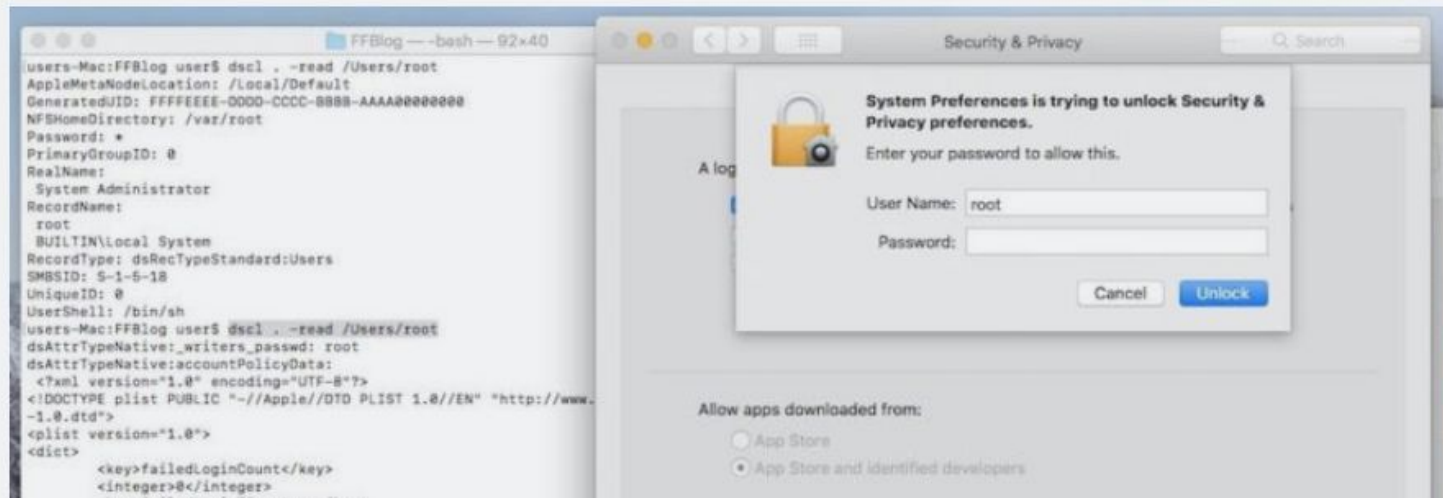 FFBlog — -bash — 92×40
users-Mac:FFBlog user$ dscl . -read /Users/root
AppleMetaNodeLocation: /Local/Default
GeneratedUID: FFFFEEEE-DDDD-CCCC-BBBB-AAAA00000000
NFSHomeDirectory: /var/root
Password: *
PrimaryGroupID: 0
RealName:
System Administrator
RecordName:
root
BUILTIN\Local System
RecordType: dsRecTypeStandard:Users
SMBSID: S-1-5-18
UniqueID: 0
UserShell: /bin/sh
users-Mac:FFBlog user$ dscl . -read /Users/root
dsAttrTypeNative:_writers_passwd: root
dsAttrTypeNative:accountPolicyData:
<?xml version="1.0" encoding="UTF-8"?>
<!DOCTYPE plist PUBLIC "-//Apple//DTD PLIST 1.0//EN" "http://www.
-1.0.dtd">
<plist version="1.0">
<dict>
<key>failedLoginCount</key>
<integer>0</integer>
Security & Privacy
Search
System Preferences is trying to unlock Security &
Privacy preferences.
Enter your password to allow this.
A log
User Name: root
Password:
Cancel Unlock
Allow apps downloaded from:
App Store
App Store and identified developers